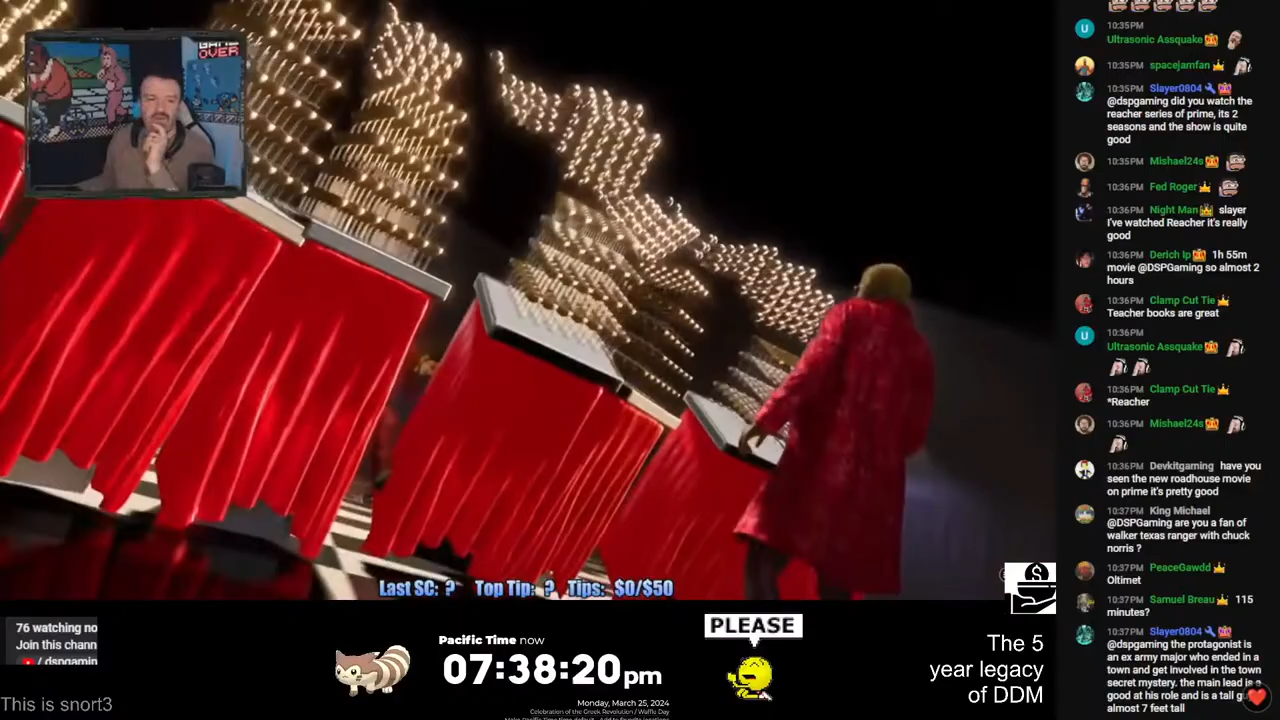 GAME
OVER
Last SC: ? Top Tip: ? Tips: $0/$50
10:35PM
Ultrasonic Assquake
10:35PM spacejamfan
10:35PM Slayer0804
@dspgaming did you watch the
reacher series of prime, its 2
seasons and the show is quite
good
10:35PM Mishael24s
10:36PM Fed Roger
10:36PM Night Man slayer
I've watched Reacher it's really
good
10:36PM Derich Ip 1h 55m
movie @DSPGaming so almost 2
hours
10:36PM Clamp Cut Tie
Teacher books are great
10:36PM
Ultrasonic Assquake
10:36PM Clamp Cut Tie
*Reacher
10:36PM Mishael24s
10:36PM Devkitgaming have you
seen the new roadhouse movie
on prime it's pretty good
10:37PM King Michael
@DSPGaming are you a fan of
walker texas ranger with chuck
norris ?
10:37PM PeaceGawdd
Oltimet
10:37PM Samuel Breau 115
minutes?
10:37PM Slayer0804
@dspgaming the protagonist is
an ex army major who ended in a
town and get involved in the town
secret mystery. the main lead is
good at his role and is a tall
almost 7 feet tall
76 watching no
Join this chann
/ dspgamin
This is snort3
Pacific Time now
07:38:20pm
Monday, March 25, 2024
Celebration of the Greek Revolution / Waffle Day
PLEASE
The 5
year legacy
of DDM